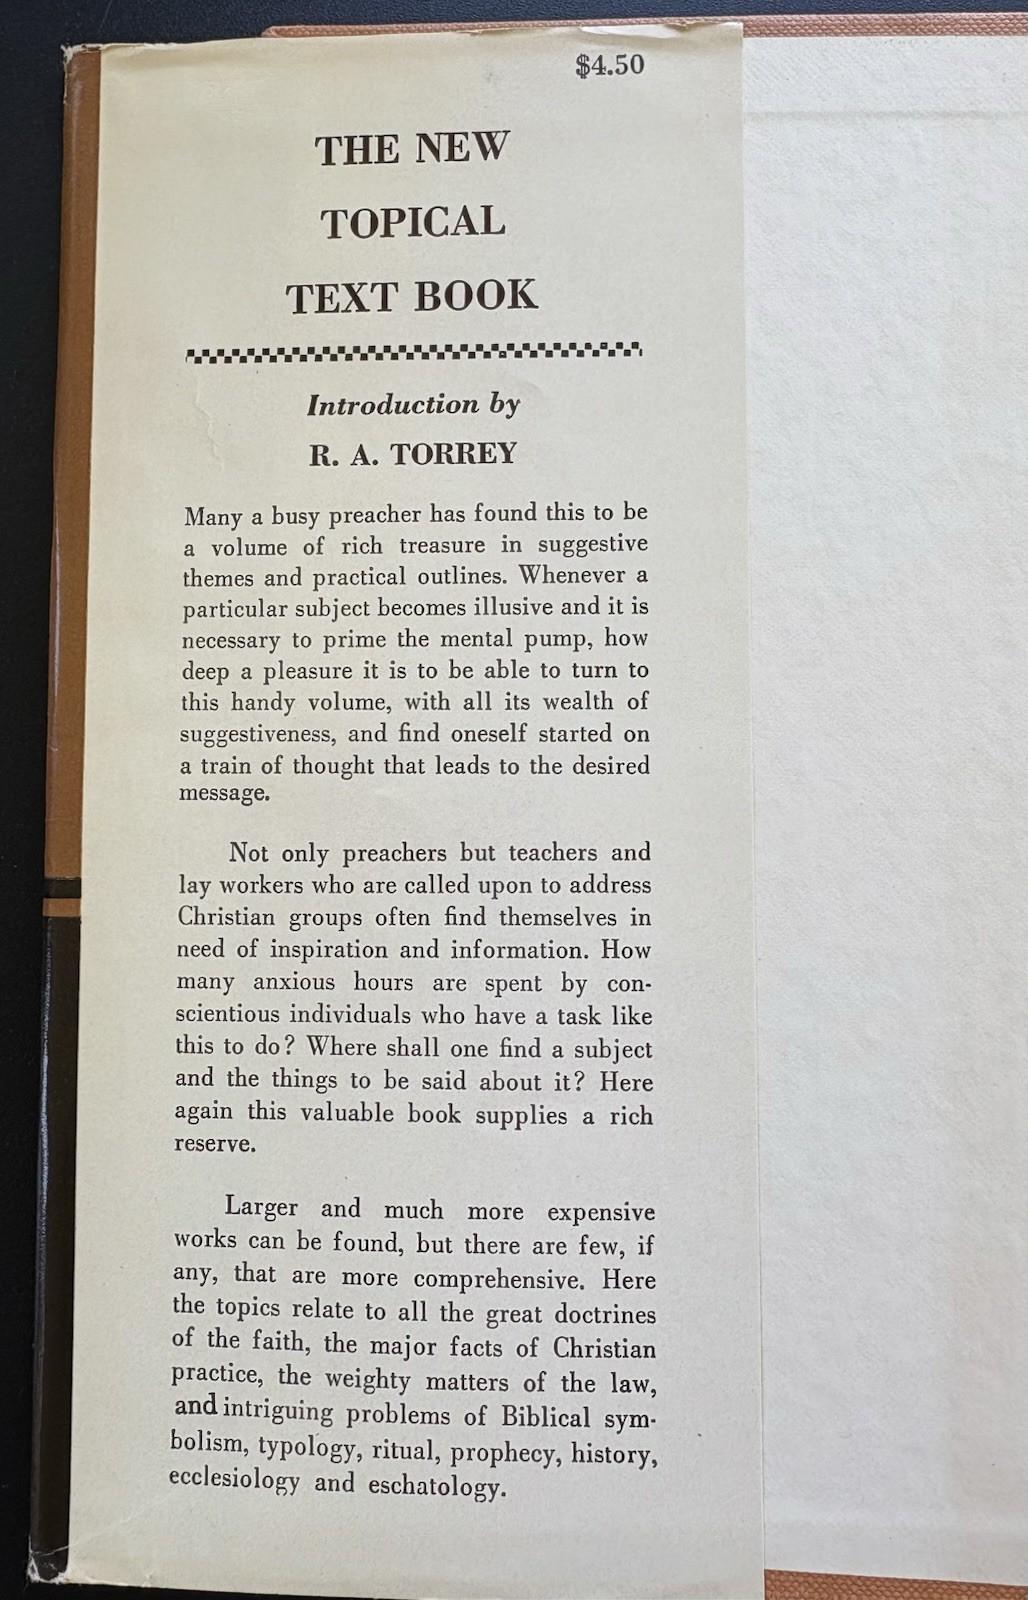 $4.50
THE NEW
TOPICAL
TEXT BOOK
Introduction by
R. A. TORREY
Many a busy preacher has found this to be
a volume of rich treasure in suggestive
themes and practical outlines. Whenever a
particular subject becomes illusive and it is
necessary to prime the mental pump, how
deep a pleasure it is to be able to turn to
this handy volume, with all its wealth of
suggestiveness, and find oneself started on
a train of thought that leads to the desired
message.
Not only preachers but teachers and
lay workers who are called upon to address
Christian groups often find themselves in
need of inspiration and information. How
many anxious hours are spent by con-
scientious individuals who have a task like
this to do? Where shall one find a subject
and the things to be said about it? Here
again this valuable book supplies a rich
reserve.
Larger and much more expensive
works can be found, but there are few, if
any, that are more comprehensive. Here
the topics relate to all the great doctrines
of the faith, the major facts of Christian
practice, the weighty matters of the law,
and intriguing problems of Biblical sym-
bolism, typology, ritual, prophecy, history,
ecclesiology and eschatology.